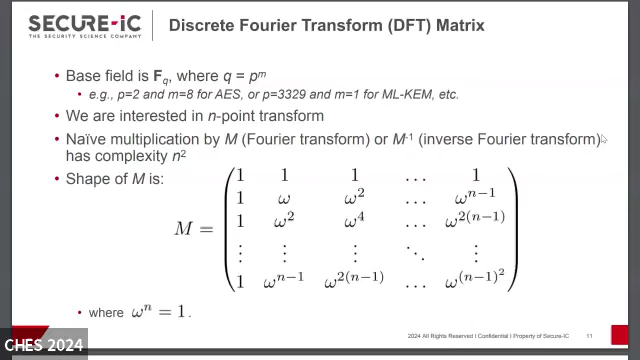 SECURE-IC
THE SECURITY SCIENCE COMPANY
Discrete Fourier Transform (DFT) Matrix
• Base field is F_q, where q = p^m
• e.g., p=2 and m=8 for AES, or p=3329 and m=1 for ML-KEM, etc.
• We are interested in n-point transform
• Naïve multiplication by M (Fourier transform) or M^-1 (inverse Fourier transform)
has complexity n^2
• Shape of M is:
1 1 1 … 1
1 ω ω^2 … ω^{n−1}
M = 1 ω^2 ω^4 … ω^{2(n−1)}
⋮ ⋮ ⋮ ⋱ ⋮
1 ω^{n−1} ω^{2(n−1)} … ω^{(n−1)^2}
• where ω^n = 1.
2024 All Rights Reserved I Confidential I Property of Secure-IC
11
CHES 2024